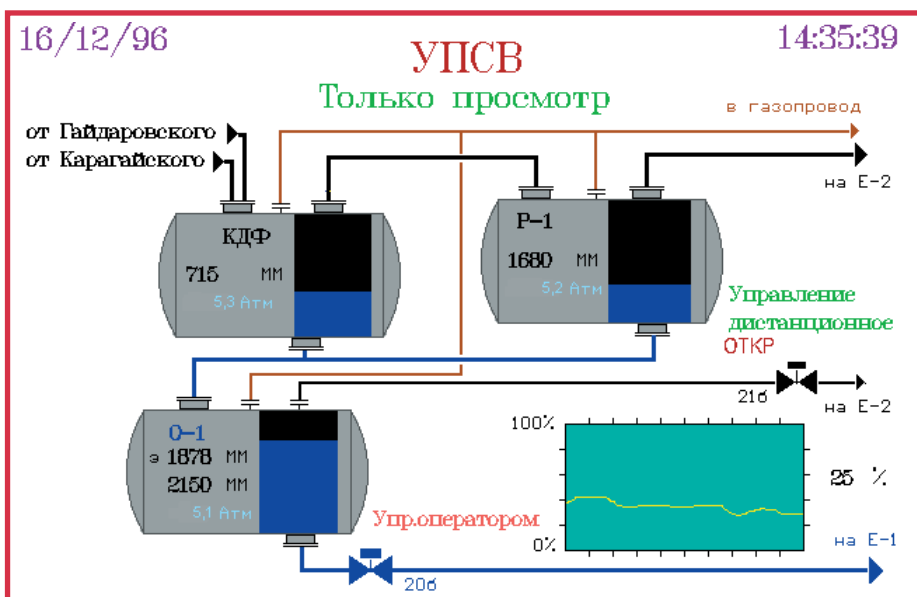 16/12/96
14:35:39
УПСВ
Только просмотр
в газопровод
от Гайдаровского
от Карагайского
на Е-2
КДФ
715 мм
5,3 Атм
Р-1
1680 мм
5,2 Атм
Управление
дистанционное
ОТКР
21б
на Е-2
О-1
э 1878 мм
2150 мм
5,1 Атм
100%
25 %
0%
Упр.оператором
на Е-1
20б